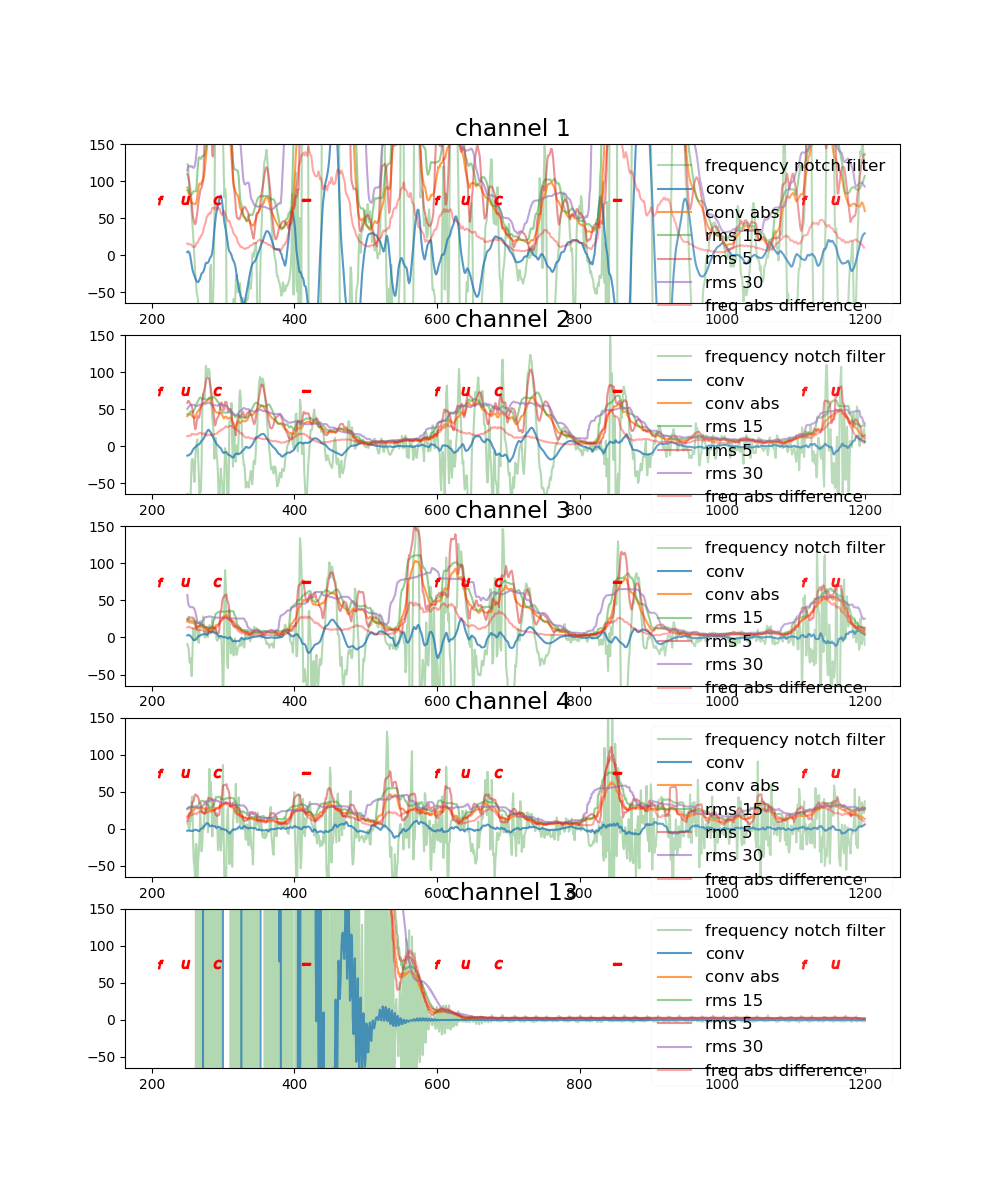 channel 1
150
100
50
0
−50
f u c – f u c – f u
frequency notch filter
conv
conv abs
rms 15
rms 5
rms 30
freq abs difference
200 400 600 800 1000 1200
channel 2
150
100
50
0
−50
f u c – f u c – f u
frequency notch filter
conv
conv abs
rms 15
rms 5
rms 30
freq abs difference
200 400 600 800 1000 1200
channel 3
150
100
50
0
−50
f u c – f u c – f u
frequency notch filter
conv
conv abs
rms 15
rms 5
rms 30
freq abs difference
200 400 600 800 1000 1200
channel 4
150
100
50
0
−50
f u c – f u c – f u
frequency notch filter
conv
conv abs
rms 15
rms 5
rms 30
freq abs difference
200 400 600 800 1000 1200
channel 13
150
100
50
0
−50
f u c – f u c – f u
frequency notch filter
conv
conv abs
rms 15
rms 5
rms 30
freq abs difference
200 400 600 800 1000 1200